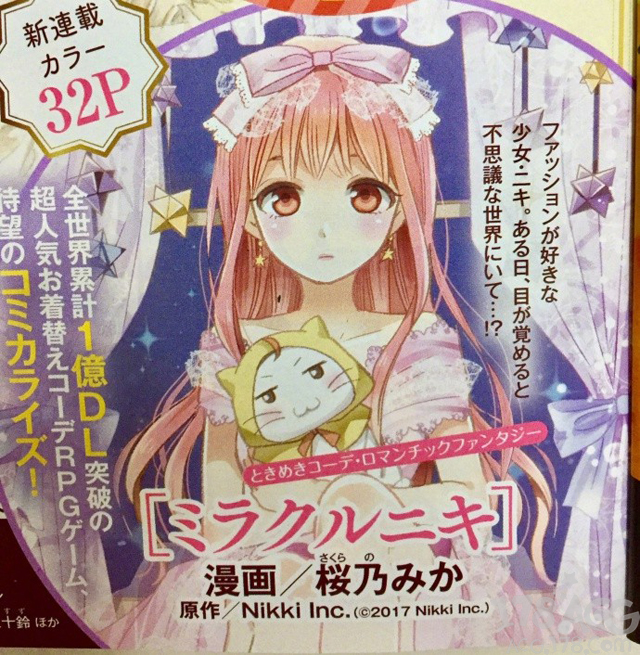 新連載
カラー
32P
ファッションが好きな
少女・ニキ。ある日、目が覚めると
不思議な世界にいて…!?
全世界累計1億DL突破の
超人気お着替えコーデRPGゲーム、
待望のコミカライズ!
ときめきコーデ・ロマンチックファンタジー
[ミラクルニキ]
漫画/桜乃みか
さくら の
原作/Nikki Inc.(©2017 Nikki Inc.)
すず
十鈴 ほか